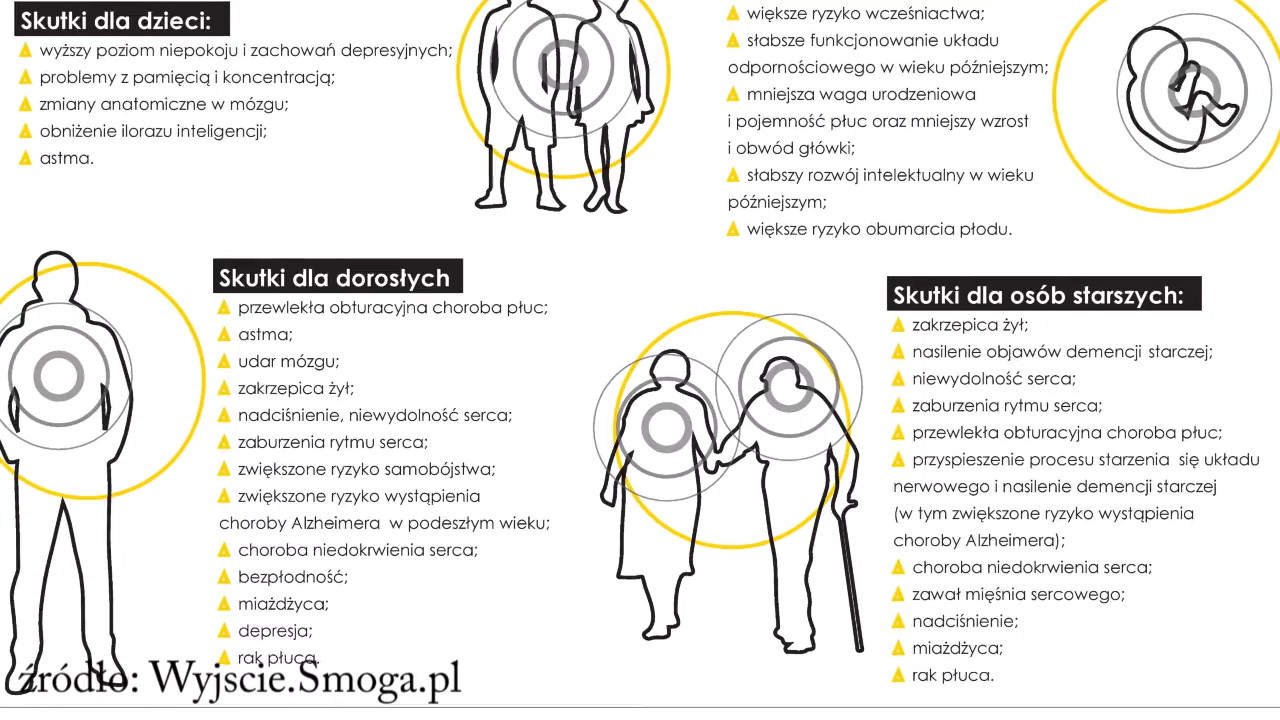 Skutki dla dzieci:
wyższy poziom niepokoju i zachowań depresyjnych;
problemy z pamięcią i koncentracją;
zmiany anatomiczne w mózgu;
obniżenie ilorazu inteligencji;
astma.
większe ryzyko wcześniactwa;
słabsze funkcjonowanie układu
odpornościowego w wieku późniejszym;
mniejsza waga urodzeniowa
i pojemność płuc oraz mniejszy wzrost
i obwód główki;
słabszy rozwój intelektualny w wieku
późniejszym;
większe ryzyko obumarcia płodu.
Skutki dla dorosłych
przewlekła obturacyjna choroba płuc;
astma;
udar mózgu;
zakrzepica żył;
nadciśnienie, niewydolność serca;
zaburzenia rytmu serca;
zwiększone ryzyko samobójstwa;
zwiększone ryzyko wystąpienia
choroby Alzheimera w podeszłym wieku;
choroba niedokrwienia serca;
bezpłodność;
miażdżyca;
depresja;
rak płuca.
Skutki dla osób starszych:
zakrzepica żył;
nasilenie objawów demencji starczej;
niewydolność serca;
zaburzenia rytmu serca;
przewlekła obturacyjna choroba płuc;
przyspieszenie procesu starzenia się układu
nerwowego i nasilenie demencji starczej
(w tym zwiększone ryzyko wystąpienia
choroby Alzheimera);
choroba niedokrwienia serca;
zawał mięśnia sercowego;
nadciśnienie;
miażdżyca;
rak płuca.
źródło: Wyjscie.Smoga.pl